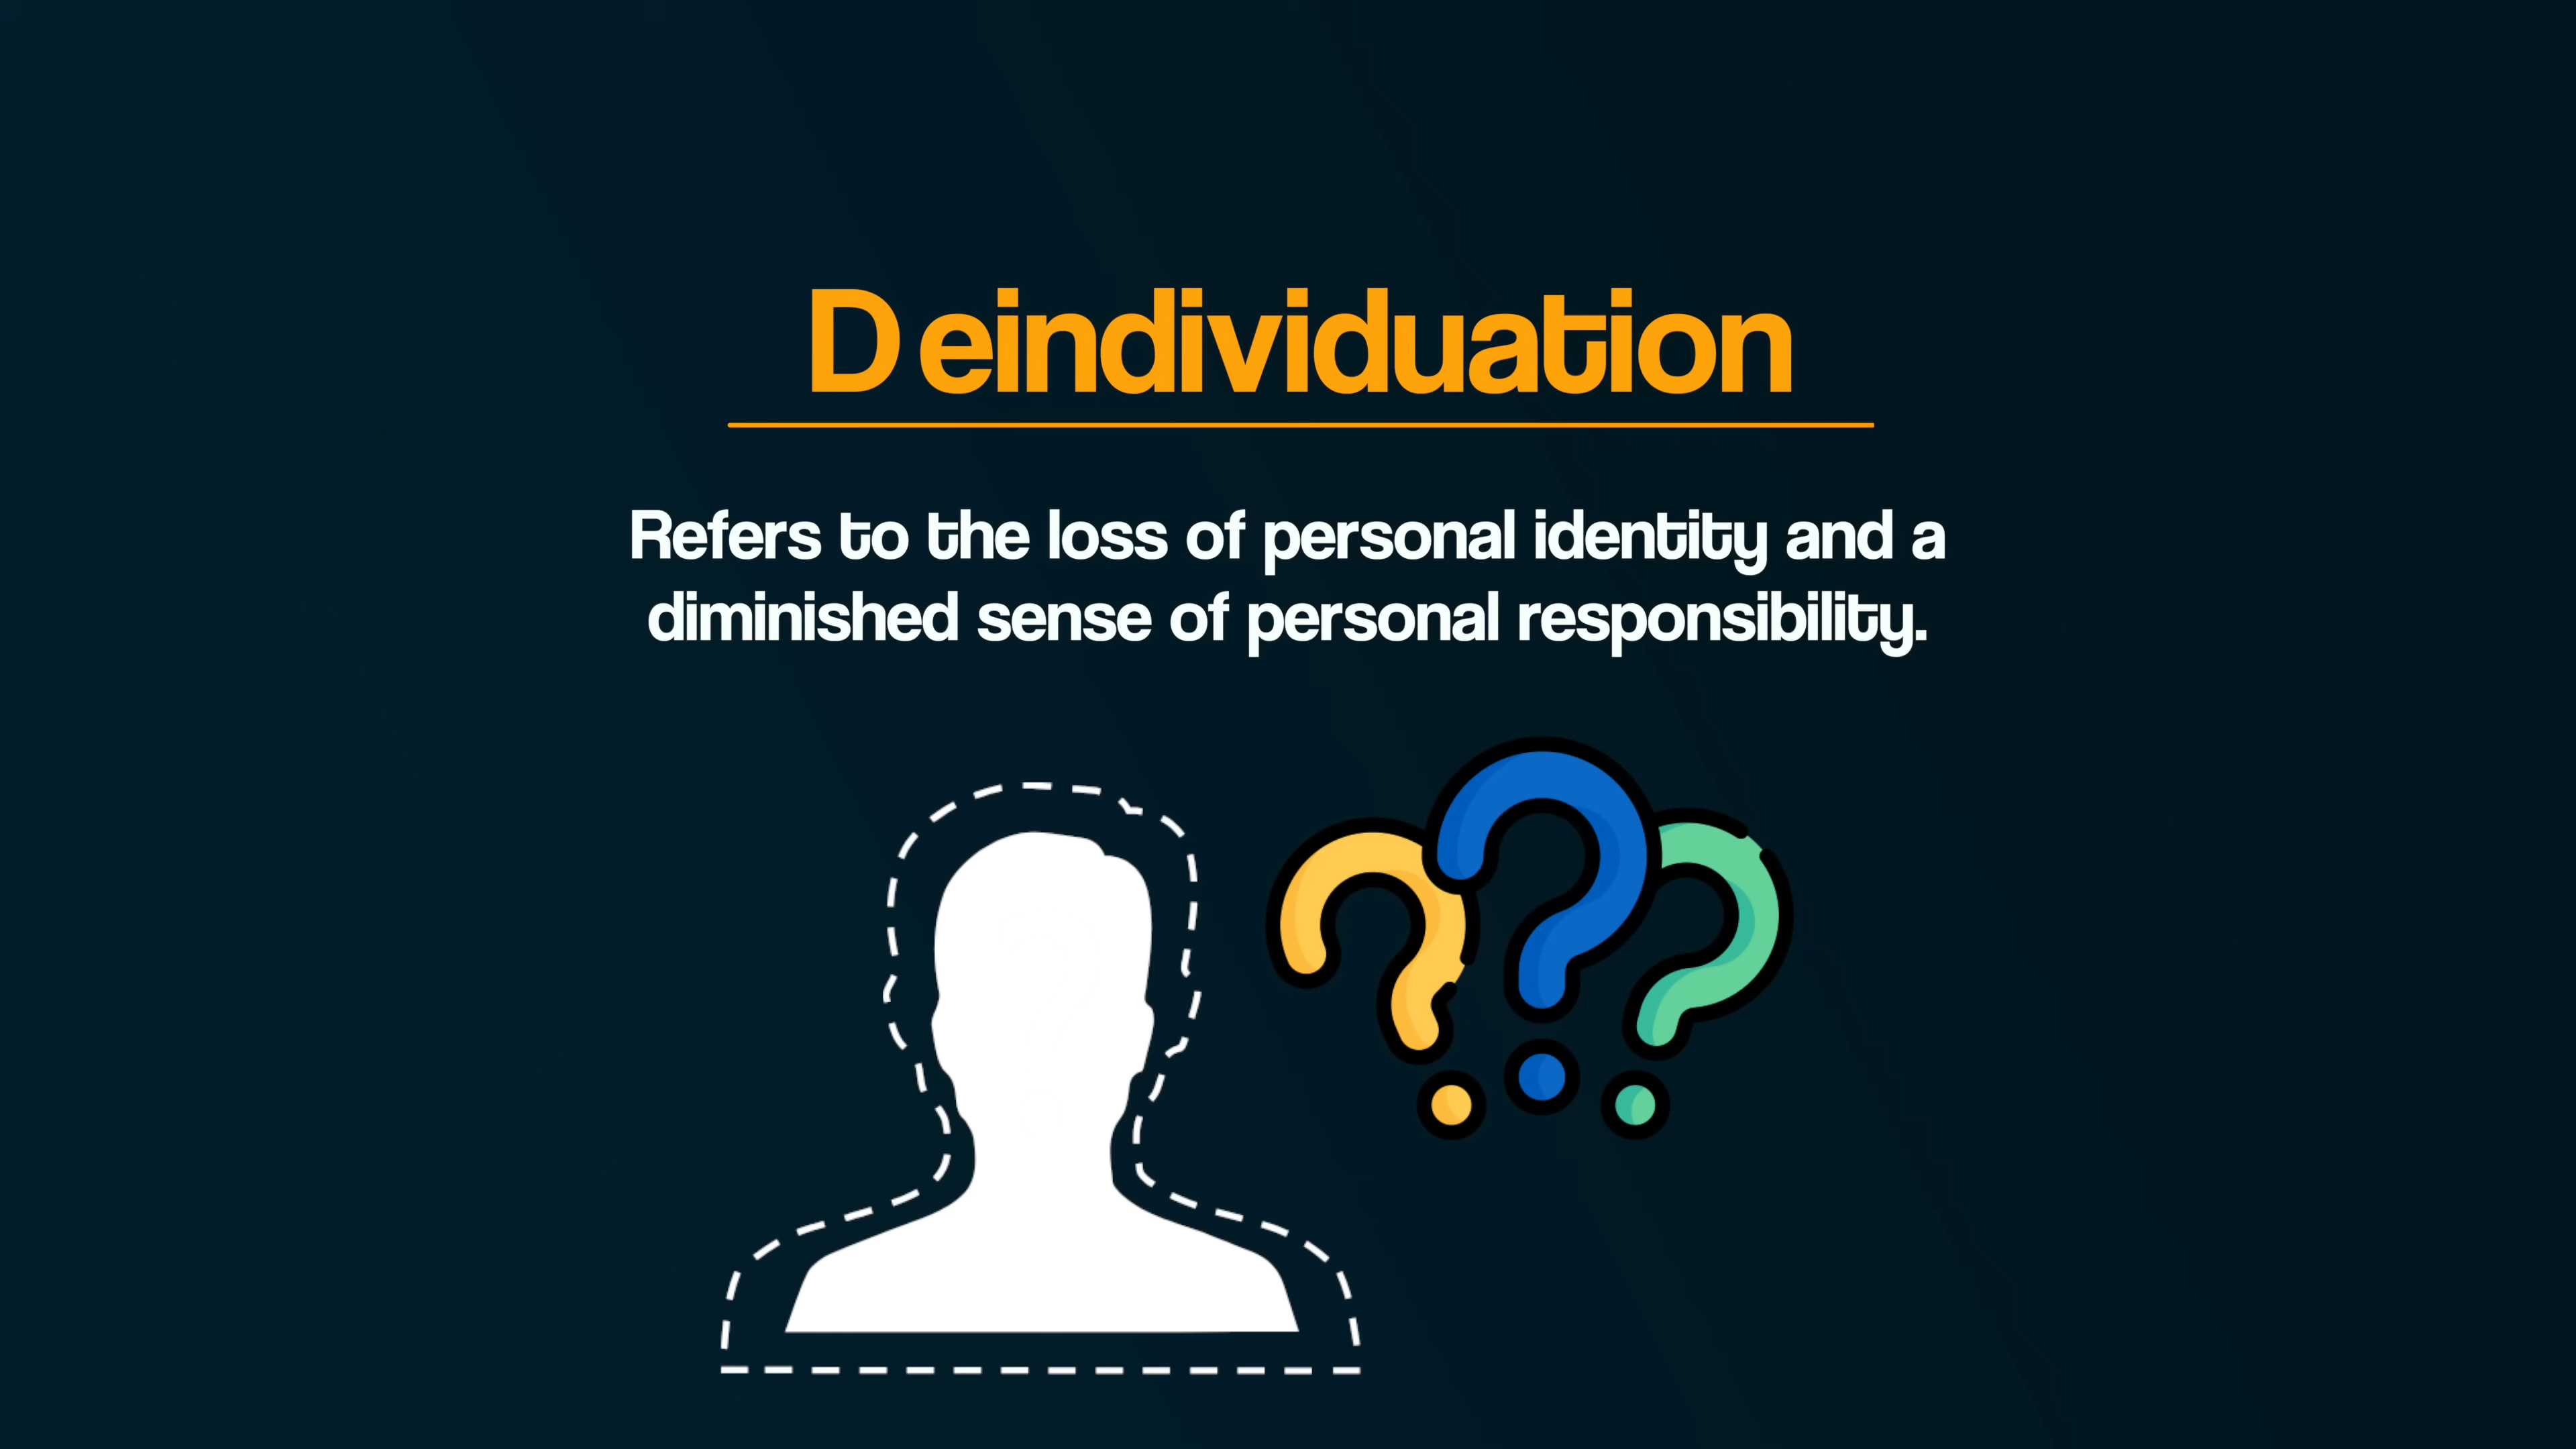 Deindividuation
Refers to the loss of personal identity and a
diminished sense of personal responsibility.